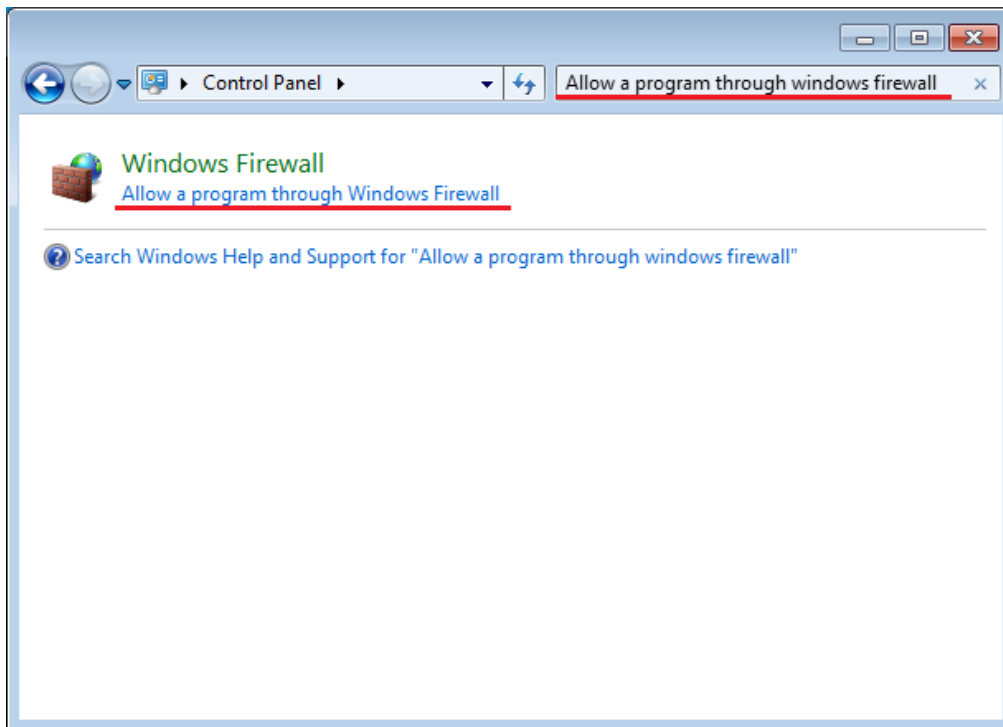 Control Panel
Allow a program through windows firewall
Windows Firewall
Allow a program through Windows Firewall
Search Windows Help and Support for "Allow a program through windows firewall"